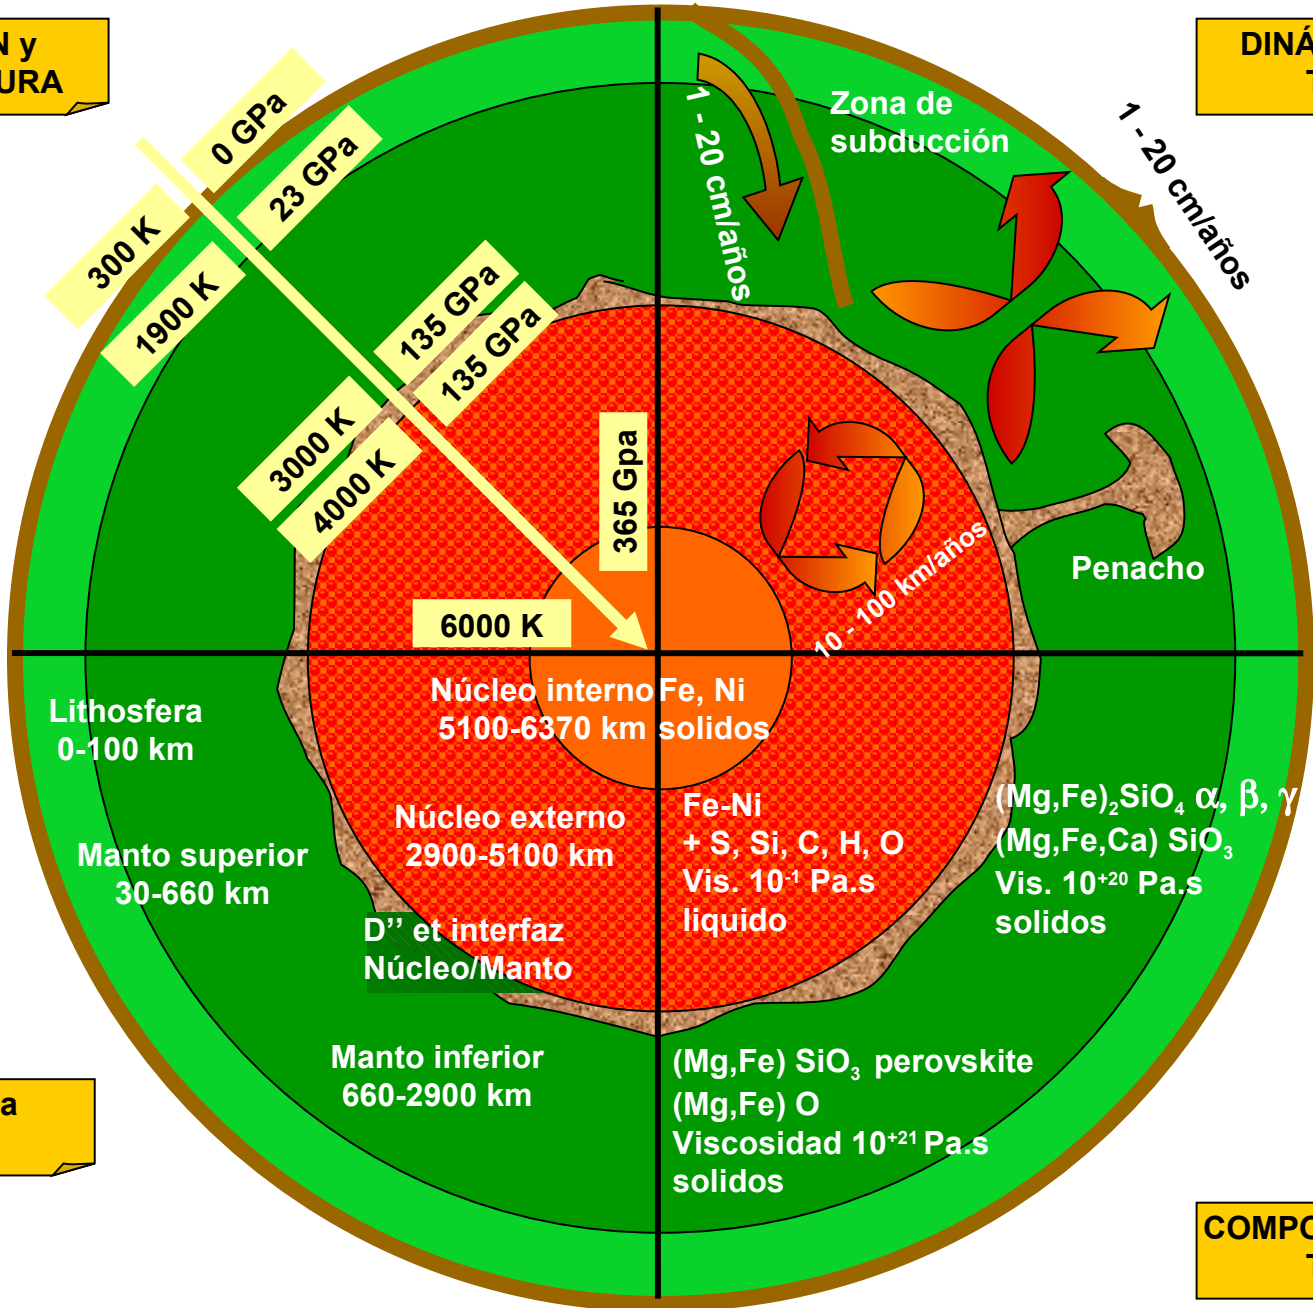 N y
URA
DINÁ
T
0 GPa
23 GPa
300 K
1900 K
135 GPa
135 GPa
3000 K
4000 K
365 Gpa
6000 K
1 - 20 cm/años
Zona de
subducción
1 - 20 cm/años
10 - 100 km/años
Penacho
Lithosfera
0-100 km
Manto superior
30-660 km
Núcleo interno
5100-6370 km
Núcleo externo
2900-5100 km
D’’ et interfaz
Núcleo/Manto
Manto inferior
660-2900 km
a
Fe, Ni
solidos
Fe-Ni
+ S, Si, C, H, O
Vis. 10⁻¹ Pa.s
liquido
(Mg,Fe)₂SiO₄ α, β, γ
(Mg,Fe,Ca) SiO₃
Vis. 10⁺²⁰ Pa.s
solidos
(Mg,Fe) SiO₃ perovskite
(Mg,Fe) O
Viscosidad 10⁺²¹ Pa.s
solidos
COMPO
T